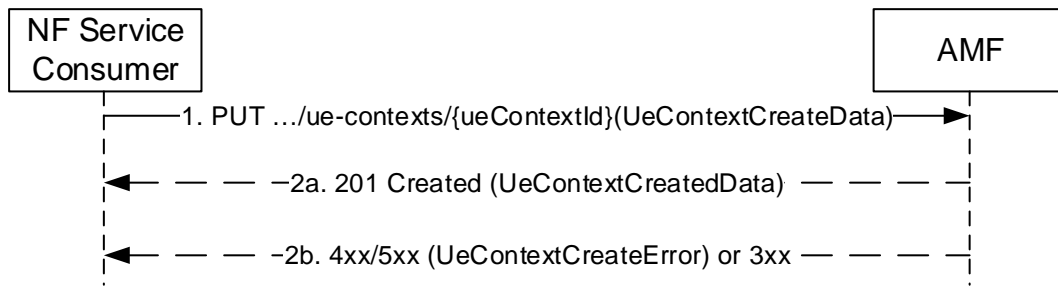 NF Service
Consumer
AMF
1. PUT …/ue-contexts/{ueContextId}(UeContextCreateData)
2a. 201 Created (UeContextCreatedData)
2b. 4xx/5xx (UeContextCreateError) or 3xx